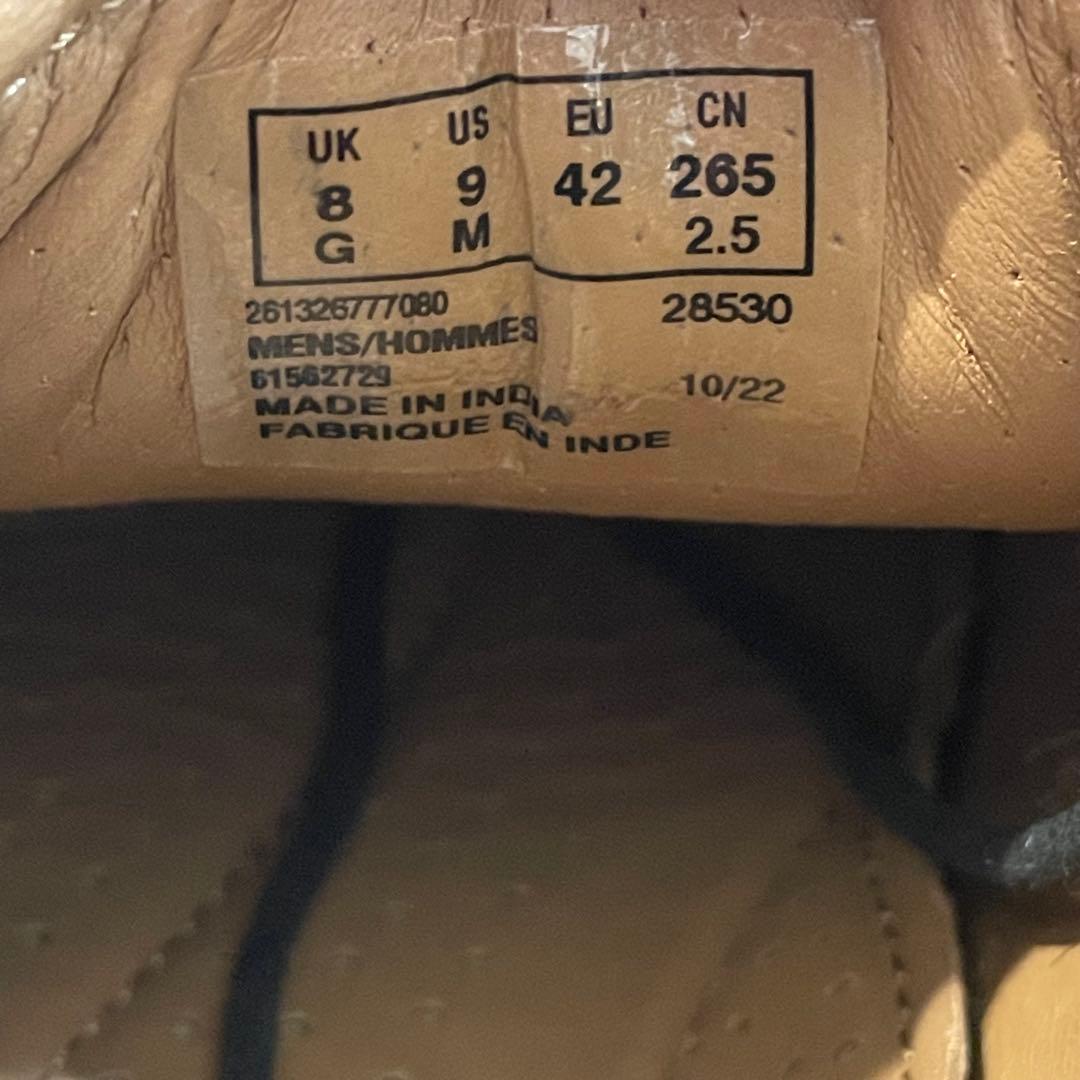 UK US EU CN
8 9 42 265
G M 2.5
261326777080 28530
MENS/HOMMES
61562729 10/22
MADE IN INDIA
FABRIQUE EN INDE